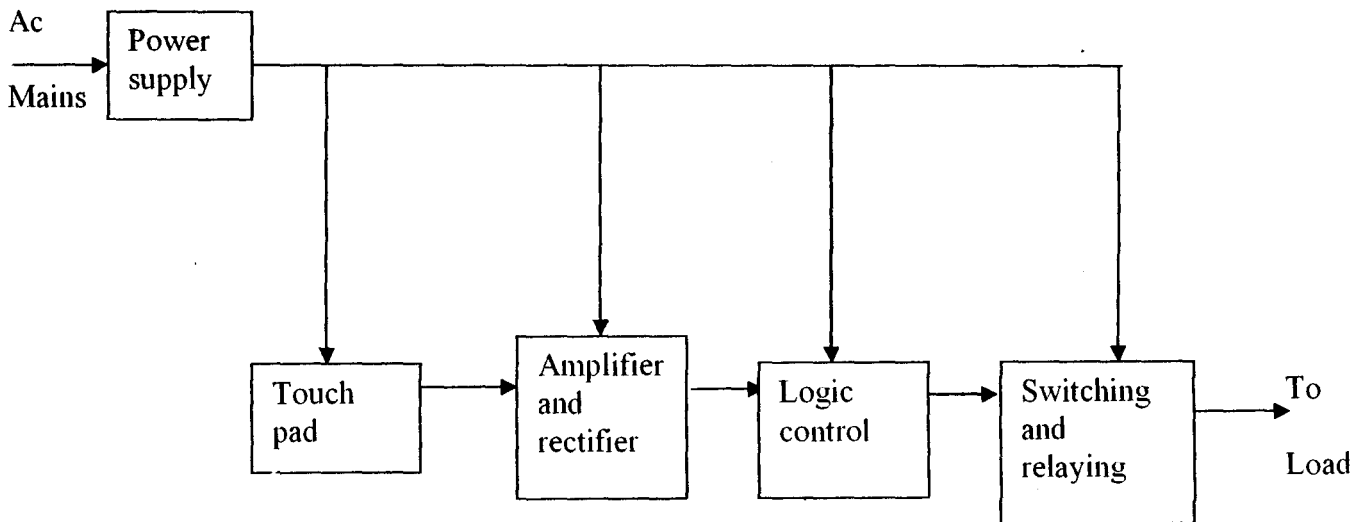 Ac
Mains
Power
supply
Touch
pad
Amplifier
and
rectifier
Logic
control
Switching
and
relaying
To
Load